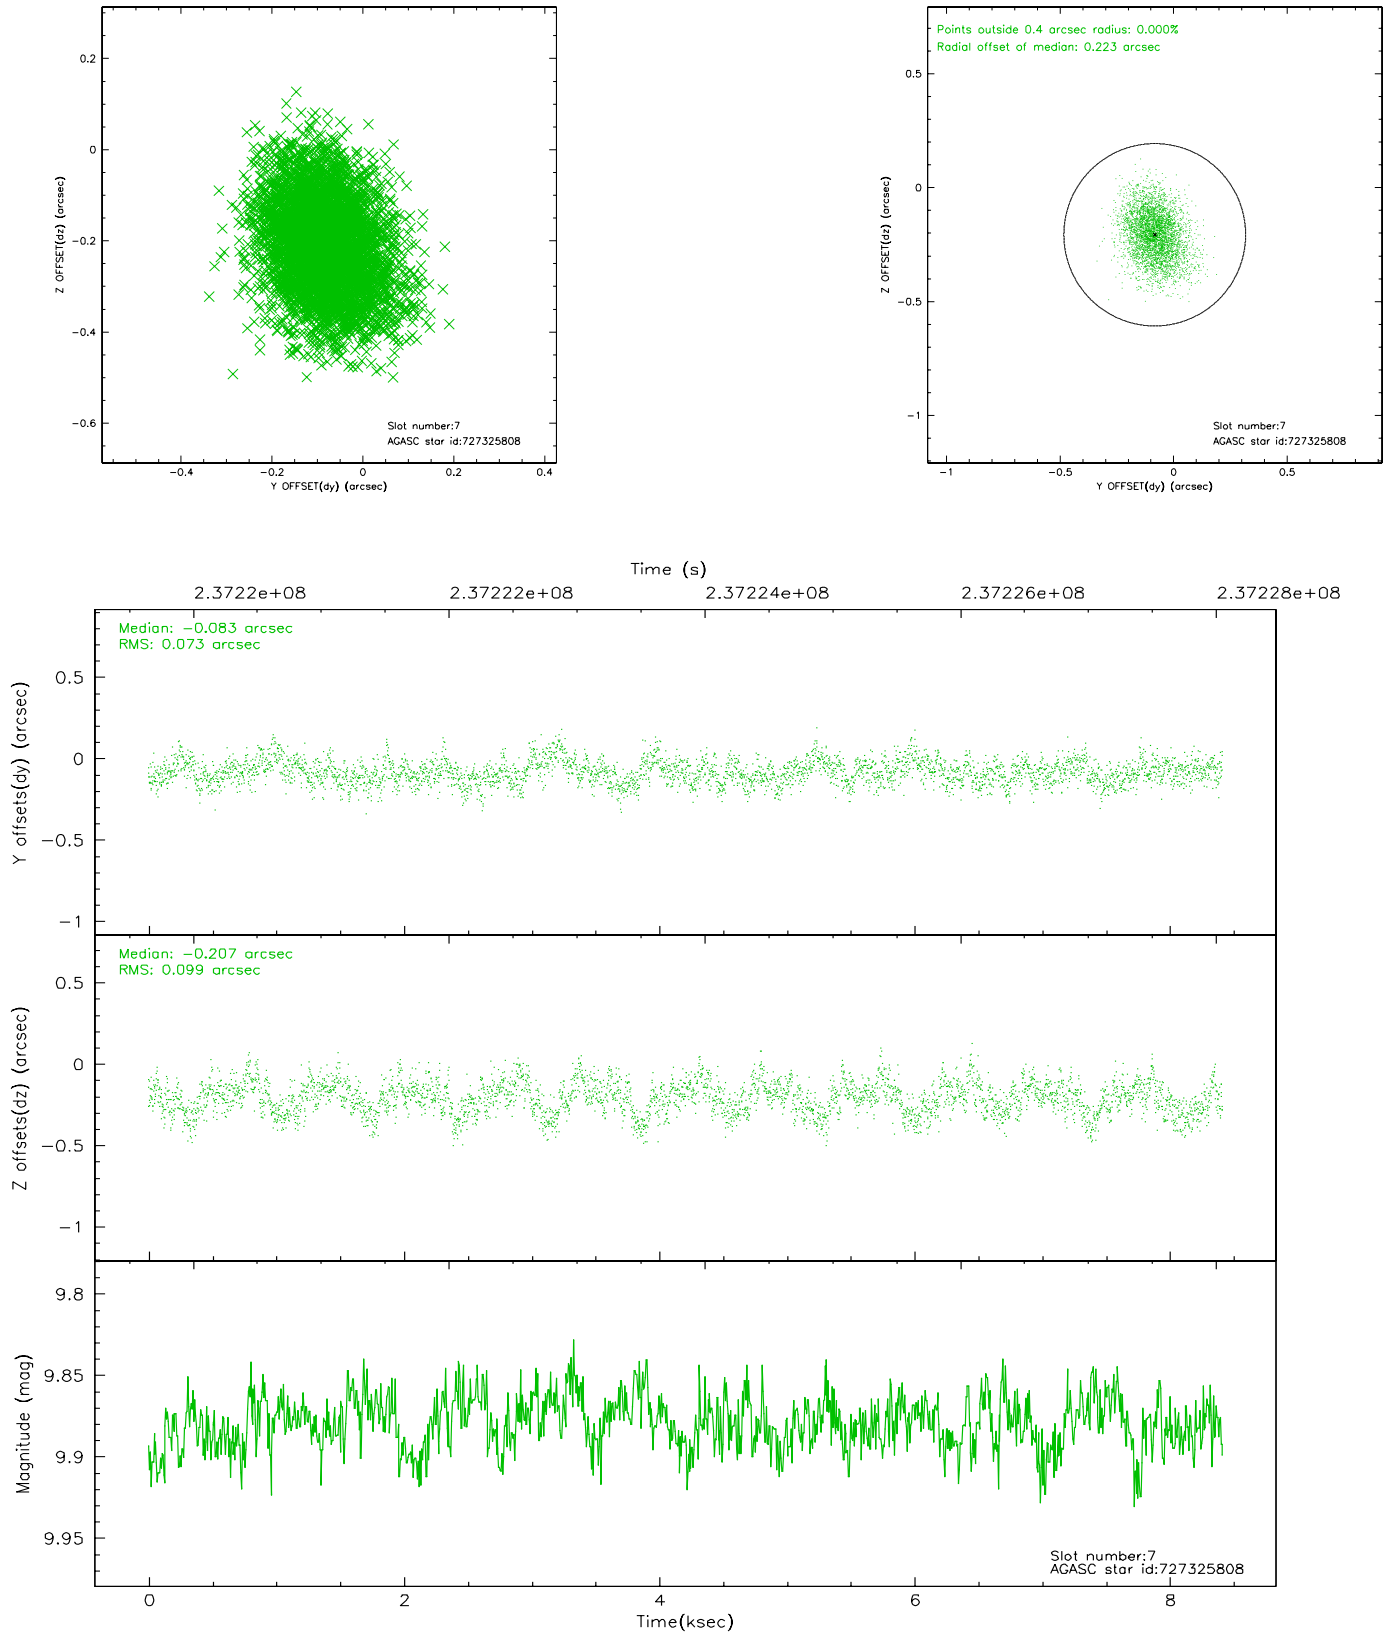 0.2
0
−0.2
−0.4
−0.6
Z OFFSET(dz) (arcsec)
Slot number:7
AGASC star id:727325808
−0.4 −0.2 0 0.2 0.4
Y OFFSET(dy) (arcsec)
Points outside 0.4 arcsec radius: 0.000%
Radial offset of median: 0.223 arcsec
0.5
0
−0.5
−1
Z OFFSET(dz) (arcsec)
Slot number:7
AGASC star id:727325808
−1 −0.5 0 0.5
Y OFFSET(dy) (arcsec)
Time (s)
2.3722e+08 2.37222e+08 2.37224e+08 2.37226e+08 2.37228e+08
Median: −0.083 arcsec
RMS: 0.073 arcsec
0.5
0
−0.5
−1
Y offsets(dy) (arcsec)
Median: −0.207 arcsec
RMS: 0.099 arcsec
0.5
0
−0.5
−1
Z offsets(dz) (arcsec)
9.8
9.85
9.9
9.95
Magnitude (mag)
Slot number:7
AGASC star id:727325808
0 2 4 6 8
Time(ksec)